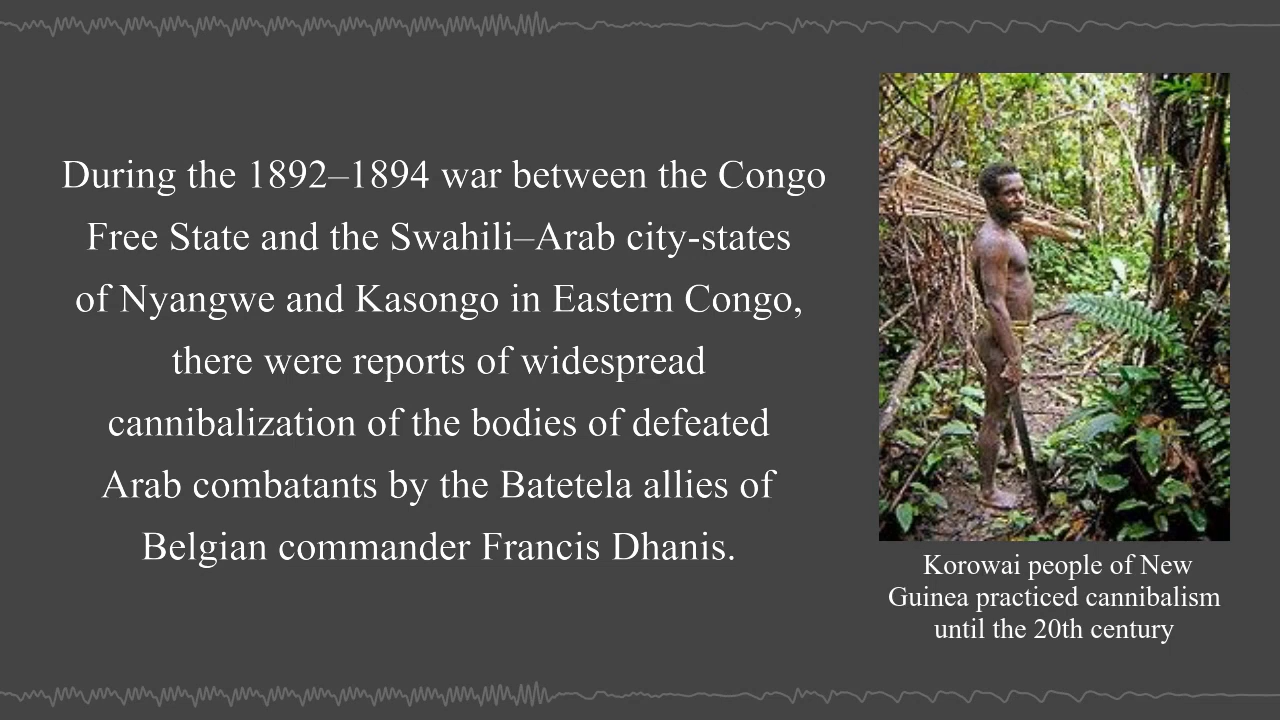 During the 1892–1894 war between the Congo
Free State and the Swahili–Arab city-states
of Nyangwe and Kasongo in Eastern Congo,
there were reports of widespread
cannibalization of the bodies of defeated
Arab combatants by the Batetela allies of
Belgian commander Francis Dhanis.
Korowai people of New
Guinea practiced cannibalism
until the 20th century